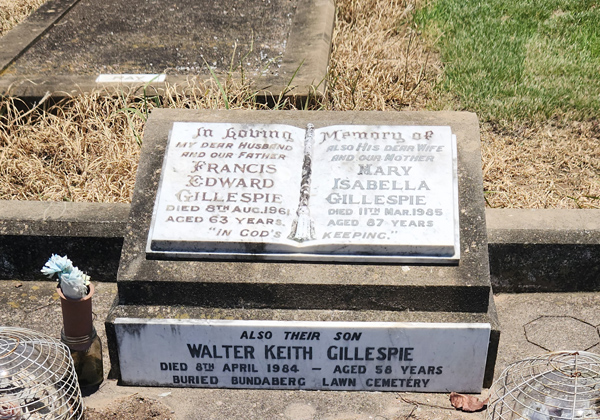 In Loving Memory of
My Dear Husband
and our Father
Francis
Edward
Gillespie
Died 8th Aug. 1961
Aged 63 Years.
also His dear Wife
and our Mother
Mary
Isabella
Gillespie
Died 11th Mar. 1985
Aged 87 Years
"In God's Keeping."
Also Their Son
Walter Keith Gillespie
Died 8th April 1984 — Aged 58 Years
Buried Bundaberg Lawn Cemetery